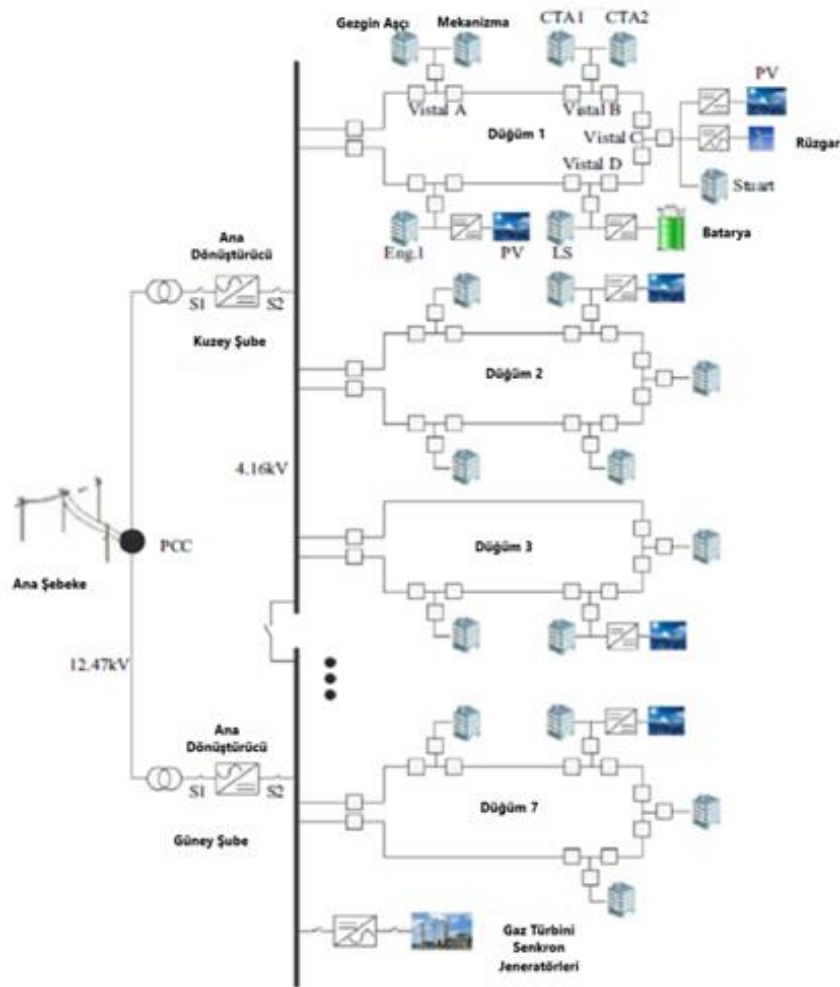 Gezgin Aşçı
Mekanizma
CTA1
CTA2
PV
Vistal A
Vistal B
Düğüm 1
Vistal C
Rüzgar
Vistal D
Stuart
Eng.1
PV
LS
Batarya
Ana
Dönüştürücü
S1
S2
Kuzey Şube
Düğüm 2
4.16kV
PCC
Düğüm 3
Ana Şebeke
12.47kV
Ana
Dönüştürücü
S1
S2
Düğüm 7
Güney Şube
Gaz Türbini
Senkron
Jeneratörleri